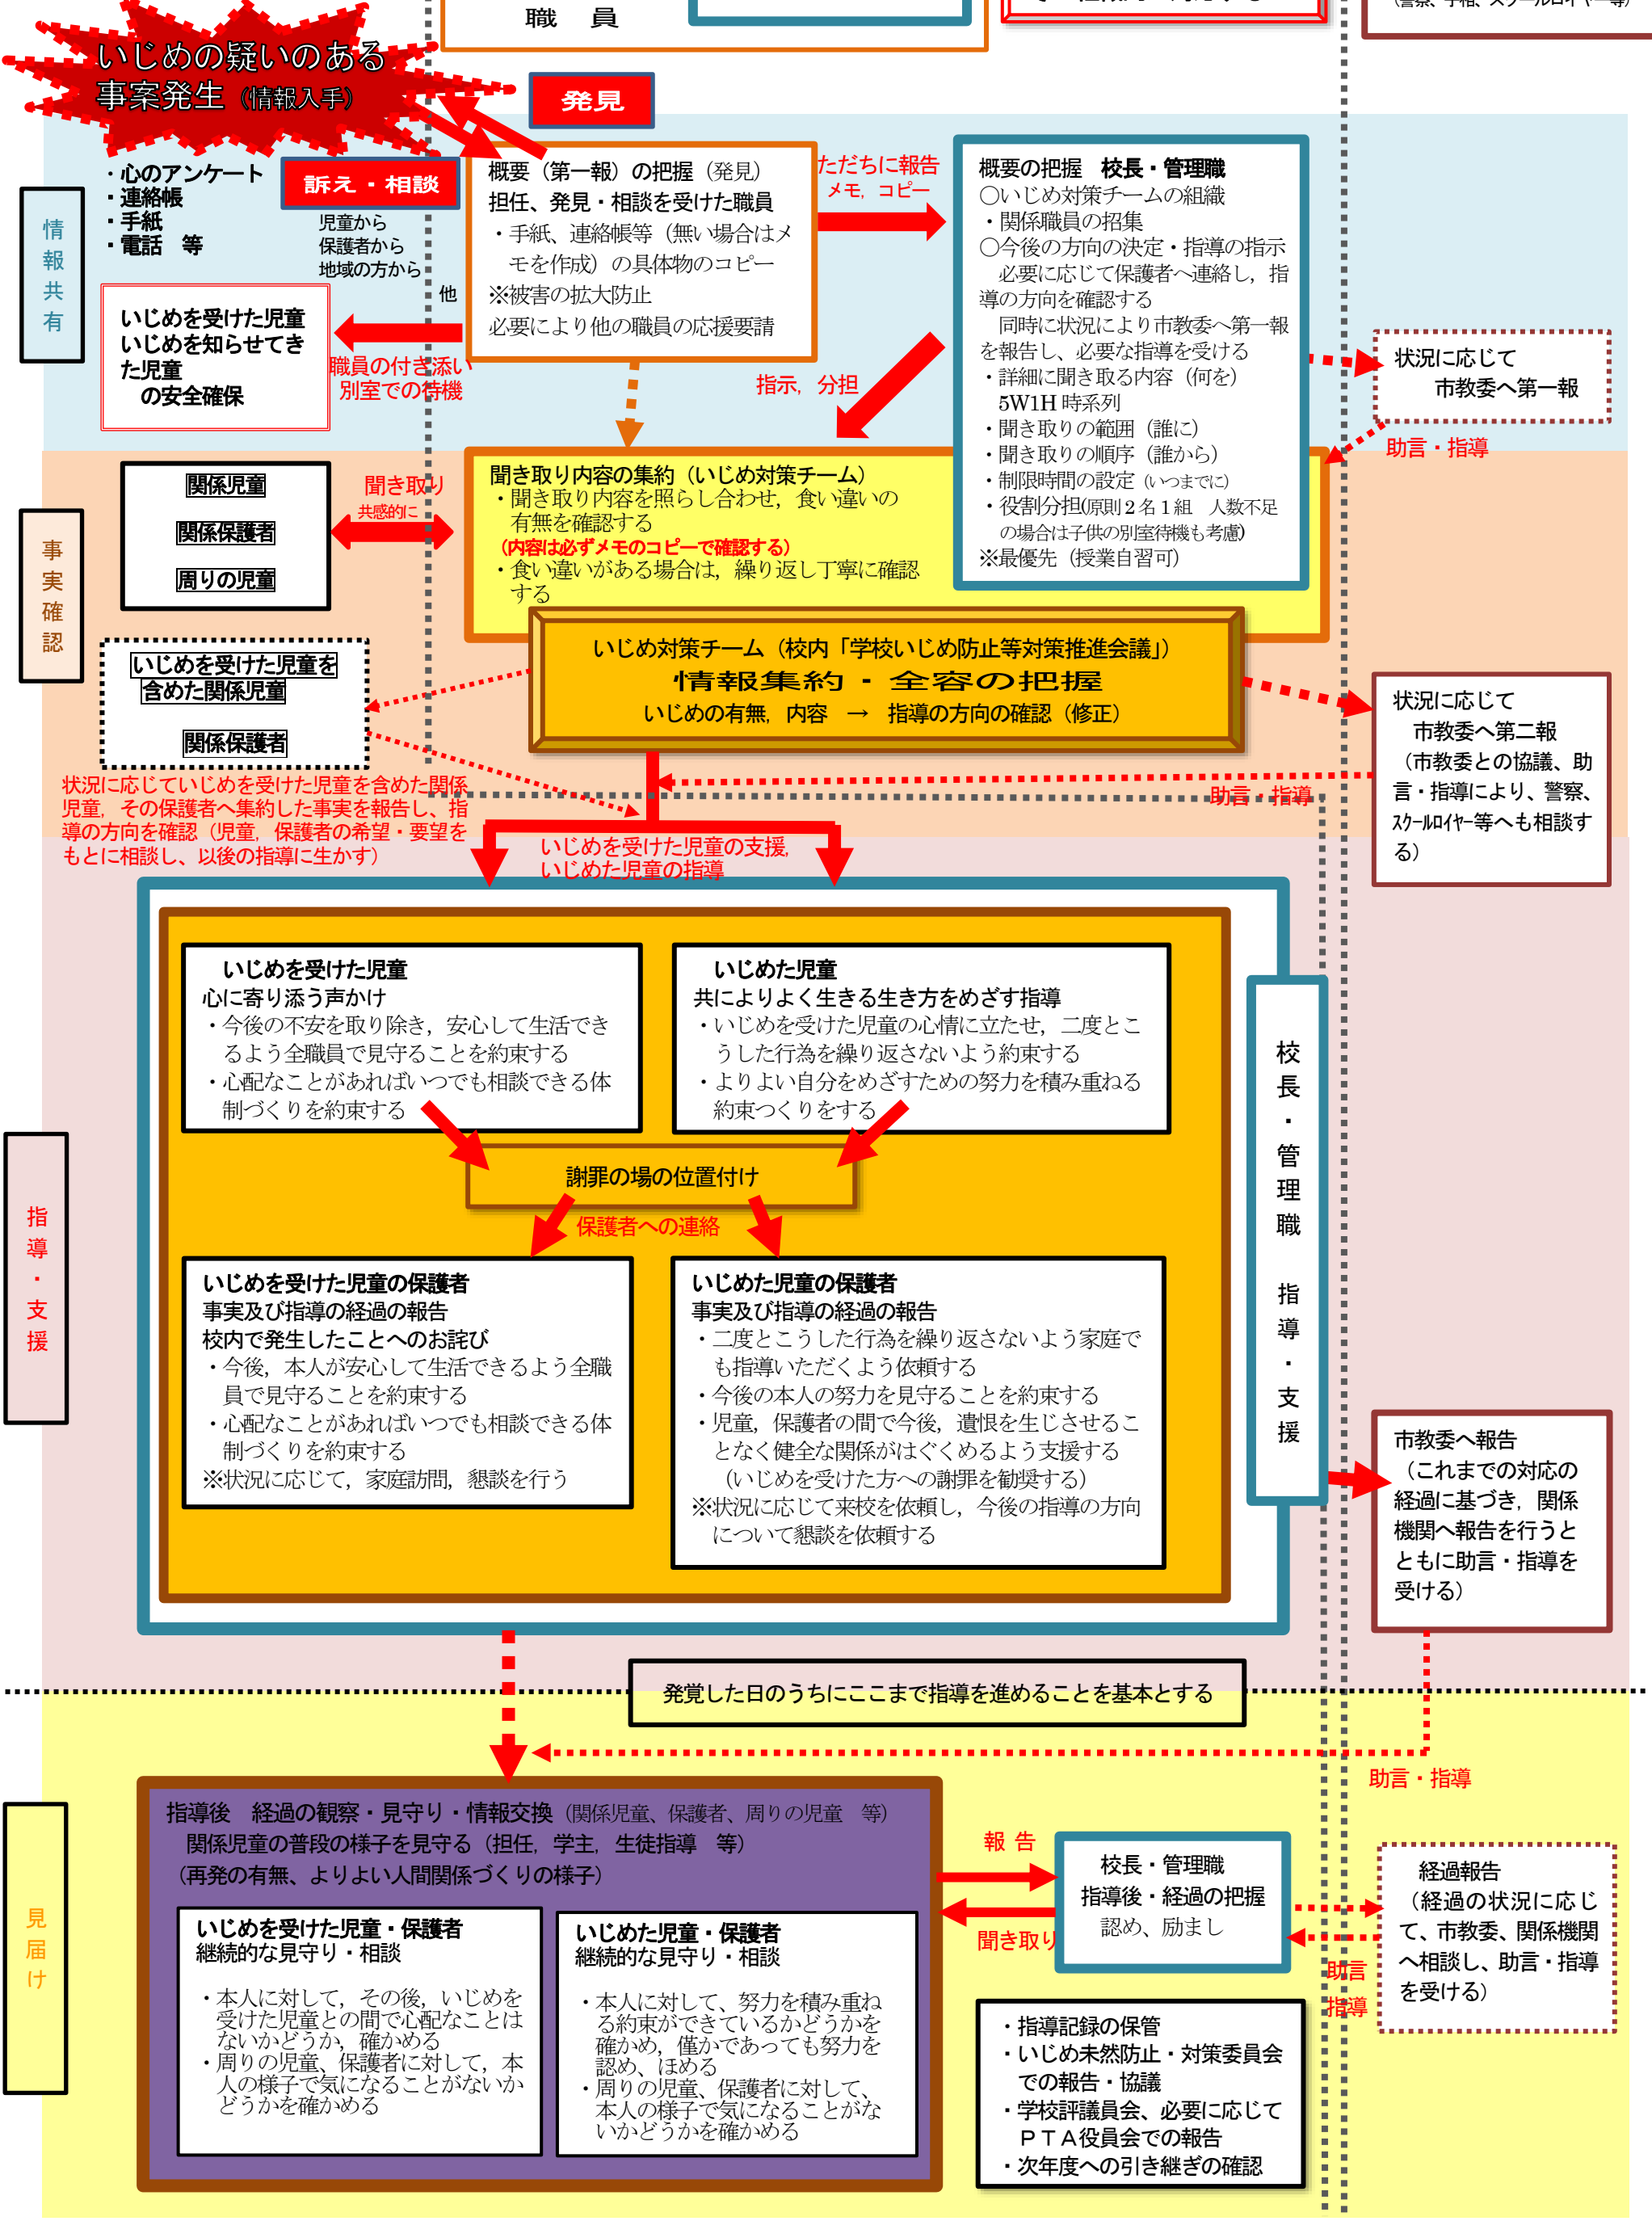 職　員
（警察、子相、スクールロイヤー等）
いじめの疑いのある
事案発生（情報入手）
発見
情報共有
・心のアンケート
・連絡帳
・手紙
・電話　等
訴え・相談
児童から
保護者から
地域の方から
他
概要（第一報）の把握（発見）
担任、発見・相談を受けた職員
・手紙、連絡帳等（無い場合はメ
モを作成）の具体物のコピー
※被害の拡大防止
必要により他の職員の応援要請
ただちに報告
メモ，コピー
概要の把握　校長・管理職
〇いじめ対策チームの組織
・関係職員の招集
〇今後の方向の決定・指導の指示
必要に応じて保護者へ連絡し，指
導の方向を確認する
同時に状況により市教委へ第一報
を報告し、必要な指導を受ける
・詳細に聞き取る内容（何を）
5W1H 時系列
・聞き取りの範囲（誰に）
・聞き取りの順序（誰から）
・制限時間の設定（いつまでに）
・役割分担(原則２名１組　人数不足
の場合は子供の別室待機も考慮)
※最優先（授業自習可）
いじめを受けた児童
いじめを知らせてき
た児童
の安全確保
職員の付き添い
別室での待機
指示，分担
状況に応じて
市教委へ第一報
助言・指導
事実確認
関係児童
関係保護者
周りの児童
聞き取り
共感的に
聞き取り内容の集約（いじめ対策チーム）
・聞き取り内容を照らし合わせ，食い違いの
有無を確認する
（内容は必ずメモのコピーで確認する）
・食い違いがある場合は，繰り返し丁寧に確認
する
いじめ対策チーム（校内「学校いじめ防止等対策推進会議」）
情報集約・全容の把握
いじめの有無，内容　→　指導の方向の確認（修正）
いじめを受けた児童を
含めた関係児童
関係保護者
状況に応じていじめを受けた児童を含めた関係
児童，その保護者へ集約した事実を報告し、指
導の方向を確認（児童，保護者の希望・要望を
もとに相談し、以後の指導に生かす）
状況に応じて
市教委へ第二報
（市教委との協議、助
言・指導により、警察、
ｽｸｰﾙﾛｲﾔｰ等へも相談す
る）
助言・指導
いじめを受けた児童の支援，
いじめた児童の指導
指導・支援
いじめを受けた児童
心に寄り添う声かけ
・今後の不安を取り除き，安心して生活でき
るよう全職員で見守ることを約束する
・心配なことがあればいつでも相談できる体
制づくりを約束する
いじめた児童
共によりよく生きる生き方をめざす指導
・いじめを受けた児童の心情に立たせ，二度とこ
うした行為を繰り返さないよう約束する
・よりよい自分をめざすための努力を積み重ねる
約束つくりをする
校長・管理職　指導・支援
謝罪の場の位置付け
保護者への連絡
いじめを受けた児童の保護者
事実及び指導の経過の報告
校内で発生したことへのお詫び
・今後，本人が安心して生活できるよう全職
員で見守ることを約束する
・心配なことがあればいつでも相談できる体
制づくりを約束する
※状況に応じて，家庭訪問，懇談を行う
いじめた児童の保護者
事実及び指導の経過の報告
・二度とこうした行為を繰り返さないよう家庭で
も指導いただくよう依頼する
・今後の本人の努力を見守ることを約束する
・児童，保護者の間で今後，遺恨を生じさせるこ
となく健全な関係がはぐくめるよう支援する
（いじめを受けた方への謝罪を勧奨する）
※状況に応じて来校を依頼し，今後の指導の方向
について懇談を依頼する
市教委へ報告
（これまでの対応の
経過に基づき，関係
機関へ報告を行うと
ともに助言・指導を
受ける）
発覚した日のうちにここまで指導を進めることを基本とする
助言・指導
見届け
指導後　経過の観察・見守り・情報交換（関係児童、保護者、周りの児童　等）
関係児童の普段の様子を見守る（担任，学主，生徒指導　等）
（再発の有無、よりよい人間関係づくりの様子）
いじめを受けた児童・保護者
継続的な見守り・相談
・本人に対して，その後，いじめを
受けた児童との間で心配なことは
ないかどうか，確かめる
・周りの児童、保護者に対して，本
人の様子で気になることがないか
どうかを確かめる
いじめた児童・保護者
継続的な見守り・相談
・本人に対して、努力を積み重ね
る約束ができているかどうかを
確かめ，僅かであっても努力を
認め、ほめる
・周りの児童、保護者に対して、
本人の様子で気になることがな
いかどうかを確かめる
報告
聞き取り
校長・管理職
指導後・経過の把握
認め、励まし
助言
指導
経過報告
（経過の状況に応じ
て、市教委、関係機関
へ相談し、助言・指導
を受ける）
・指導記録の保管
・いじめ未然防止・対策委員会
での報告・協議
・学校評議員会、必要に応じて
ＰＴＡ役員会での報告
・次年度への引き継ぎの確認